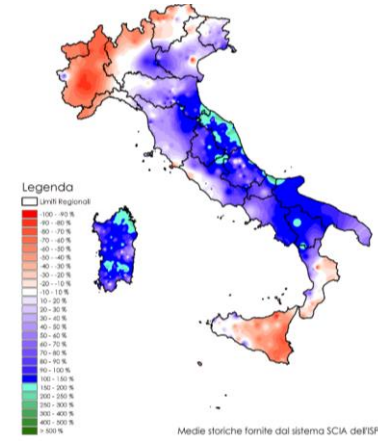 Legenda
Limiti Regionali
-100 - -90 %
-90 - -80 %
-80 - -70 %
-70 - -60 %
-60 - -50 %
-50 - -40 %
-40 - -30 %
-30 - -20 %
-20 - -10 %
-10 - 10 %
10 - 20 %
20 - 30 %
30 - 40 %
40 - 50 %
50 - 60 %
60 - 70 %
70 - 80 %
80 - 90 %
90 - 100 %
100 - 150 %
150 - 200 %
200 - 250 %
250 - 300 %
300 - 400 %
400 - 500 %
> 500 %
Medie storiche fornite dal sistema SCIA dell'ISP